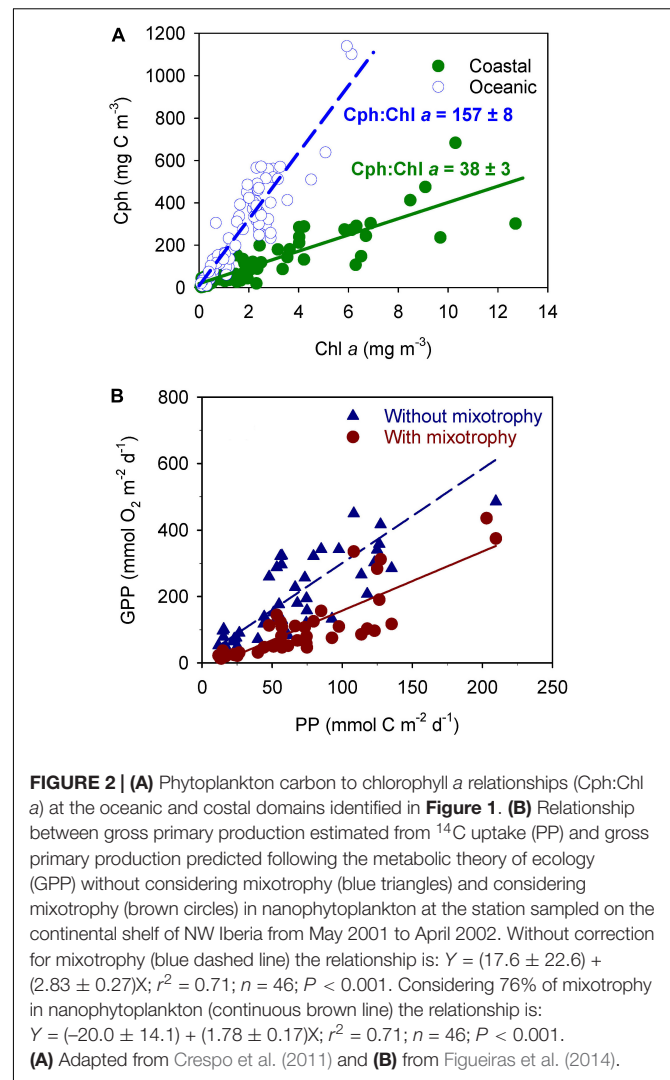 A
1200
1000
800
600
400
200
0
Cph (mg C m⁻³)
Coastal
Oceanic
Cph:Chl a = 157 ± 8
Cph:Chl a = 38 ± 3
0 2 4 6 8 10 12 14
Chl a (mg m⁻³)
B
800
600
400
200
0
GPP (mmol O₂ m⁻² d⁻¹)
Without mixotrophy
With mixotrophy
0 50 100 150 200 250
PP (mmol C m⁻² d⁻¹)
FIGURE 2 | (A) Phytoplankton carbon to chlorophyll a relationships (Cph:Chl
a) at the oceanic and costal domains identified in Figure 1. (B) Relationship
between gross primary production estimated from ¹⁴C uptake (PP) and gross
primary production predicted following the metabolic theory of ecology
(GPP) without considering mixotrophy (blue triangles) and considering
mixotrophy (brown circles) in nanophytoplankton at the station sampled on the
continental shelf of NW Iberia from May 2001 to April 2002. Without correction
for mixotrophy (blue dashed line) the relationship is: Y = (17.6 ± 22.6) +
(2.83 ± 0.27)X; r² = 0.71; n = 46; P < 0.001. Considering 76% of mixotrophy
in nanophytoplankton (continuous brown line) the relationship is:
Y = (–20.0 ± 14.1) + (1.78 ± 0.17)X; r² = 0.71; n = 46; P < 0.001.
(A) Adapted from Crespo et al. (2011) and (B) from Figueiras et al. (2014).